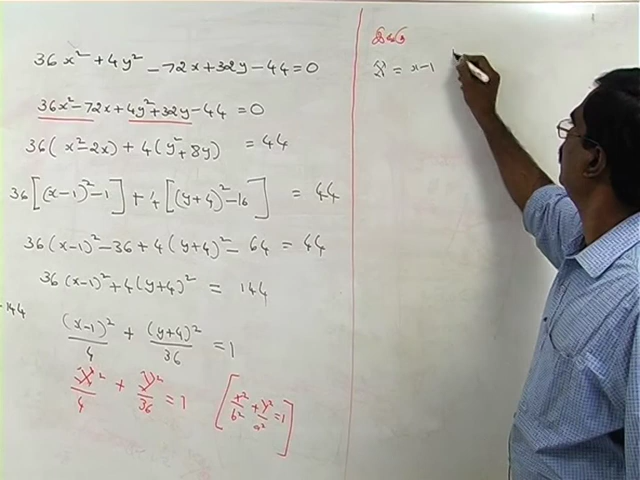 36x² + 4y² - 72x + 32y - 44 = 0
36x² - 72x + 4y² + 32y - 44 = 0
36(x² - 2x) + 4(y² + 8y) = 44
36[(x-1)² - 1] + 4[(y+4)² - 16] = 44
36(x-1)² - 36 + 4(y+4)² - 64 = 44
36(x-1)² + 4(y+4)² = 144
÷144
(x-1)²/4 + (y+4)²/36 = 1
X²/4 + Y²/36 = 1 [x²/b² + y²/a² = 1]
இங்கு
X = x-1